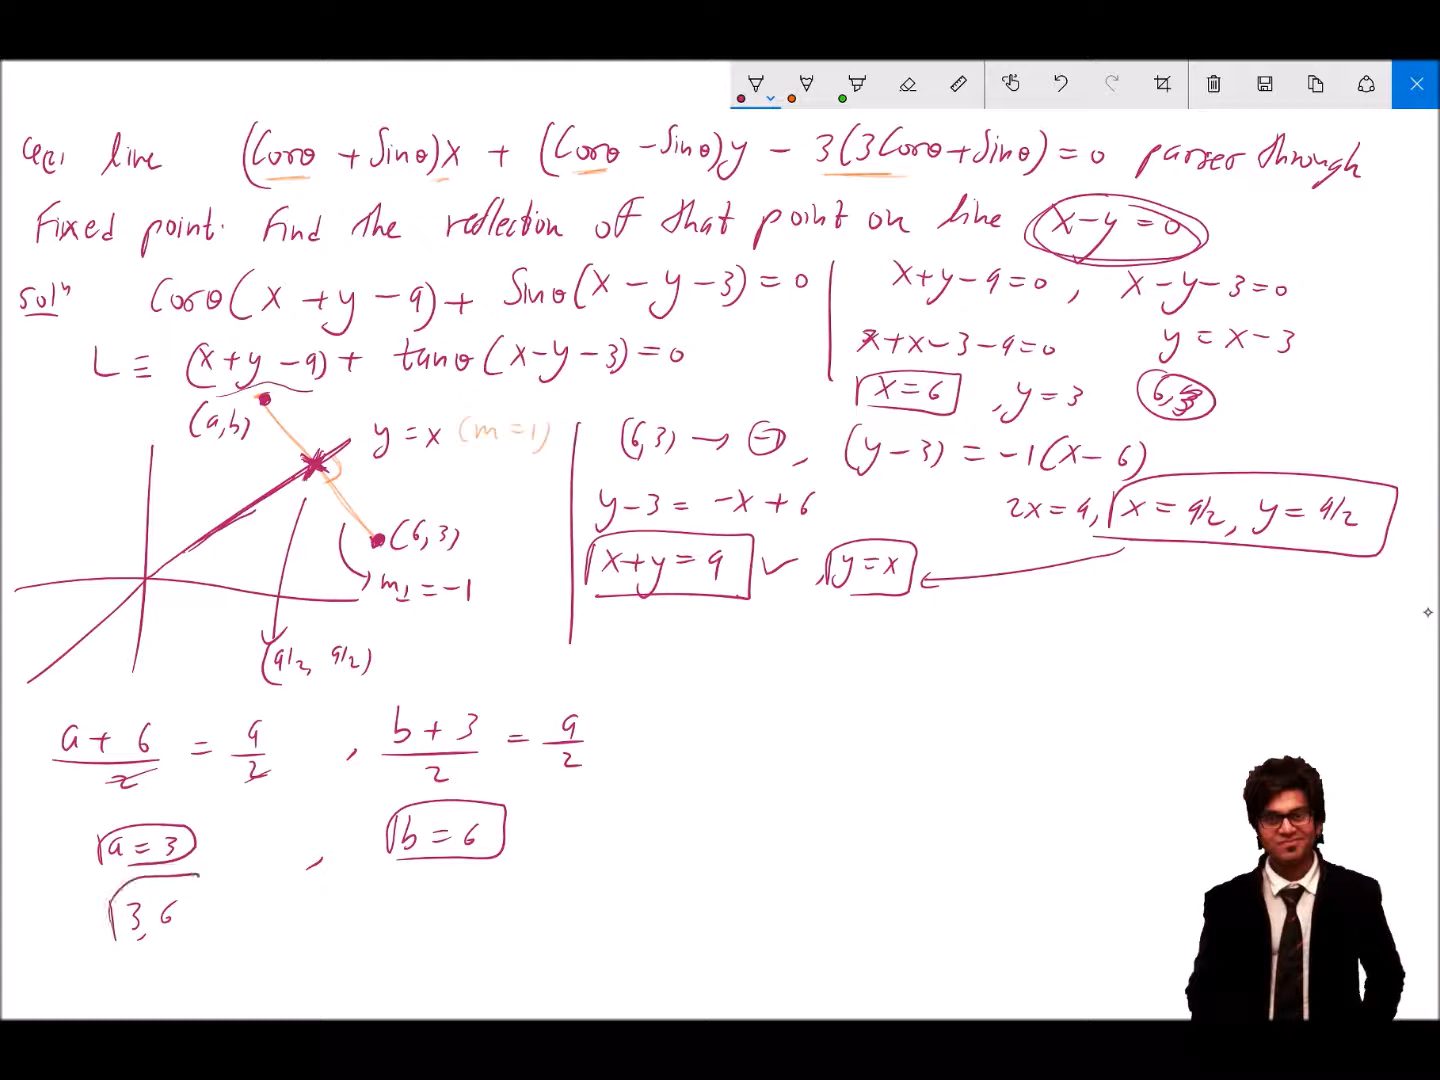 line (Cosθ + Sinθ)x + (Cosθ - Sinθ)y - 3(3Cosθ + Sinθ) = 0 passes through
Fixed point. Find the reflection of that point on line x - y = 0
Solⁿ Cosθ(x + y - 9) + Sinθ(x - y - 3) = 0
L ≡ (x + y - 9) + tanθ(x - y - 3) = 0
x + y - 9 = 0 , x - y - 3 = 0
x + x - 3 - 9 = 0 y = x - 3
x = 6 , y = 3 6,3
(a,b)
y = x (m = 1)
(6,3)
m⊥ = -1
(9/2, 9/2)
(6,3) → , (y - 3) = -1(x - 6)
y - 3 = -x + 6
x + y = 9 ✓ , y = x
2x = 9, x = 9/2, y = 9/2
a + 6 / 2 = 9 / 2 , b + 3 / 2 = 9 / 2
a = 3 , b = 6
3, 6